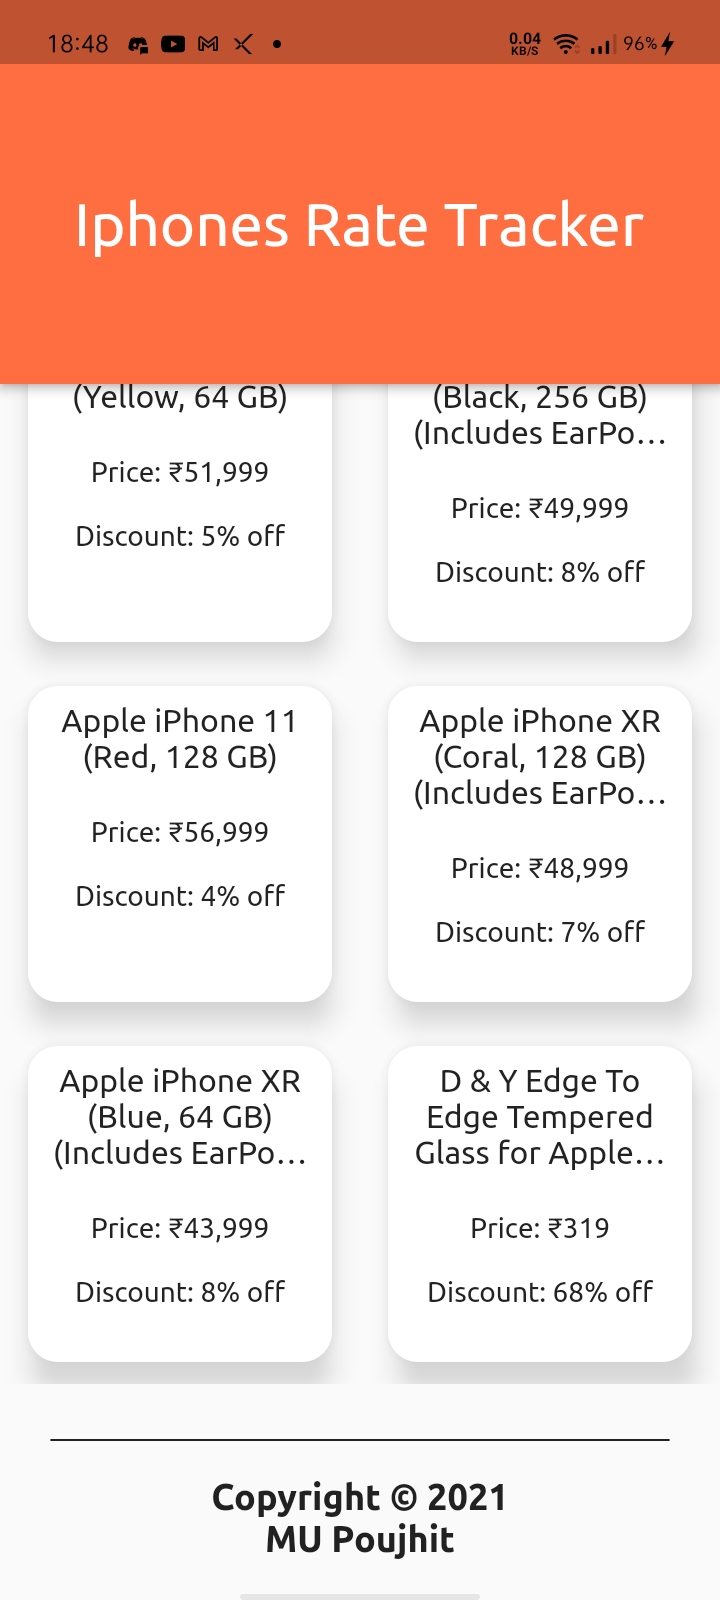 18:48
0.04
KB/S
96%
Iphones Rate Tracker
(Yellow, 64 GB)
Price: ₹51,999
Discount: 5% off
(Black, 256 GB)
(Includes EarPo...
Price: ₹49,999
Discount: 8% off
Apple iPhone 11
(Red, 128 GB)
Price: ₹56,999
Discount: 4% off
Apple iPhone XR
(Coral, 128 GB)
(Includes EarPo...
Price: ₹48,999
Discount: 7% off
Apple iPhone XR
(Blue, 64 GB)
(Includes EarPo...
Price: ₹43,999
Discount: 8% off
D & Y Edge To
Edge Tempered
Glass for Apple...
Price: ₹319
Discount: 68% off
Copyright © 2021
MU Poujhit